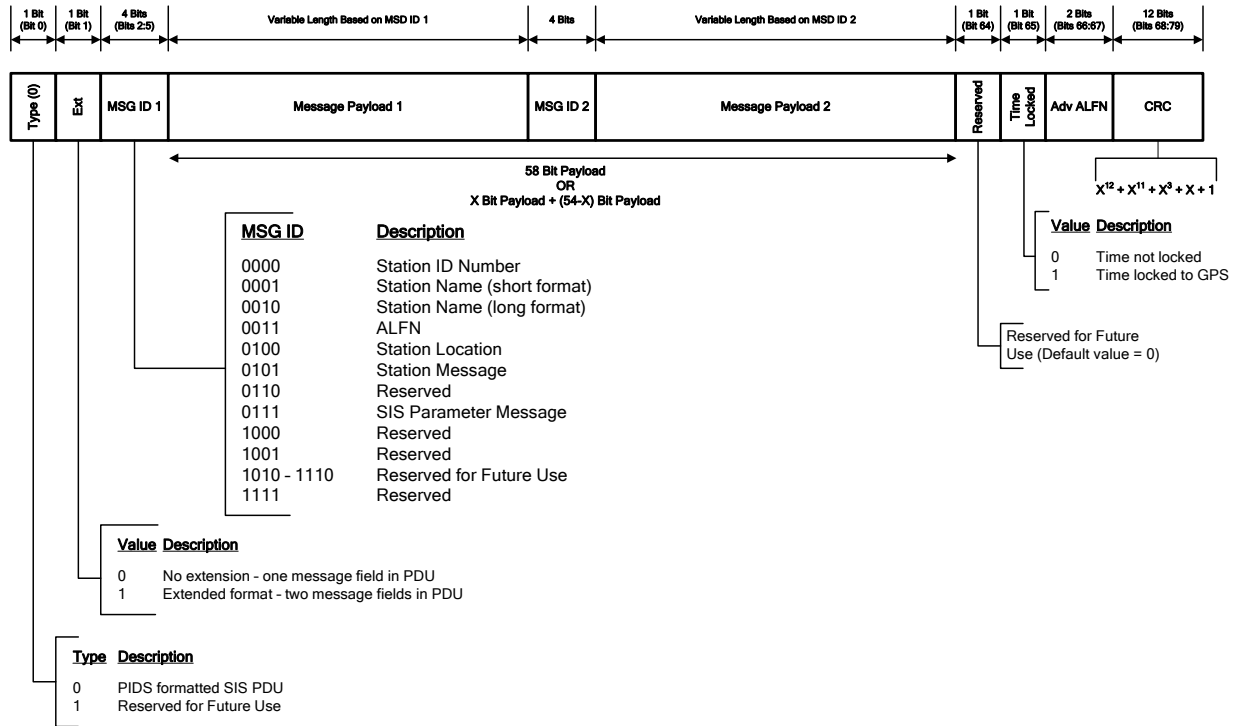 1 Bit
(Bit 0)
1 Bit
(Bit 1)
4 Bits
(Bits 2:5)
Variable Length Based on MSD ID 1
4 Bits
Variable Length Based on MSD ID 2
1 Bit
(Bit 64)
1 Bit
(Bit 65)
2 Bits
(Bits 66:67)
12 Bits
(Bits 68:79)
Type (0)
Ext
MSG ID 1
Message Payload 1
MSG ID 2
Message Payload 2
Reserved
Time
Locked
Adv ALFN
CRC
58 Bit Payload
OR
X Bit Payload + (54-X) Bit Payload
X¹² + X¹¹ + X³ + X + 1
MSG ID Description
0000 Station ID Number
0001 Station Name (short format)
0010 Station Name (long format)
0011 ALFN
0100 Station Location
0101 Station Message
0110 Reserved
0111 SIS Parameter Message
1000 Reserved
1001 Reserved
1010 - 1110 Reserved for Future Use
1111 Reserved
Value Description
0 Time not locked
1 Time locked to GPS
Reserved for Future
Use (Default value = 0)
Value Description
0 No extension - one message field in PDU
1 Extended format - two message fields in PDU
Type Description
0 PIDS formatted SIS PDU
1 Reserved for Future Use